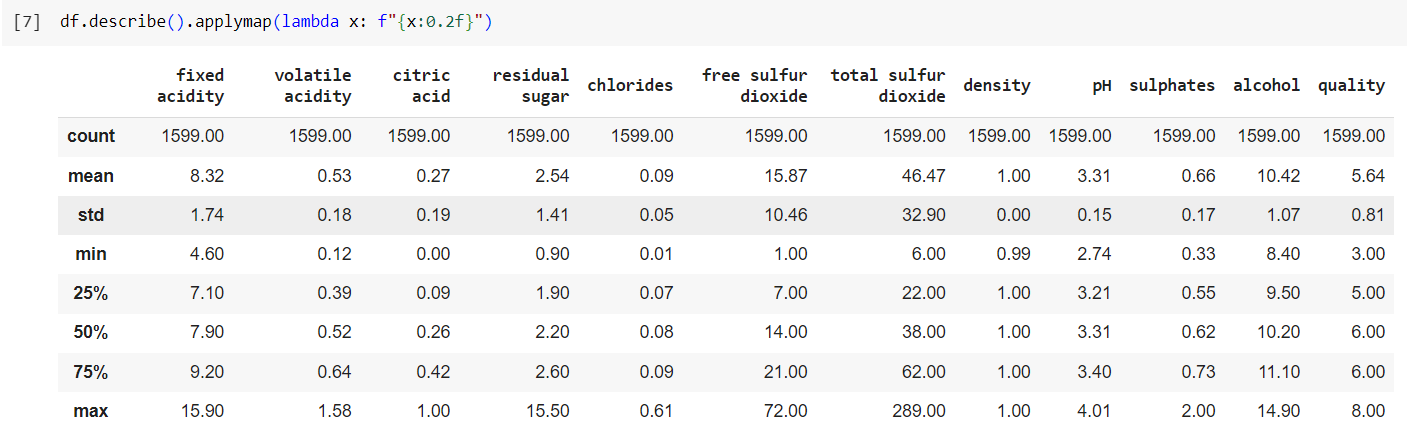 [7] df.describe().applymap(lambda x: f"{x:0.2f}")
fixed acidity volatile acidity citric acid residual sugar chlorides free sulfur dioxide total sulfur dioxide density pH sulphates alcohol quality
count 1599.00 1599.00 1599.00 1599.00 1599.00 1599.00 1599.00 1599.00 1599.00 1599.00 1599.00 1599.00
mean 8.32 0.53 0.27 2.54 0.09 15.87 46.47 1.00 3.31 0.66 10.42 5.64
std 1.74 0.18 0.19 1.41 0.05 10.46 32.90 0.00 0.15 0.17 1.07 0.81
min 4.60 0.12 0.00 0.90 0.01 1.00 6.00 0.99 2.74 0.33 8.40 3.00
25% 7.10 0.39 0.09 1.90 0.07 7.00 22.00 1.00 3.21 0.55 9.50 5.00
50% 7.90 0.52 0.26 2.20 0.08 14.00 38.00 1.00 3.31 0.62 10.20 6.00
75% 9.20 0.64 0.42 2.60 0.09 21.00 62.00 1.00 3.40 0.73 11.10 6.00
max 15.90 1.58 1.00 15.50 0.61 72.00 289.00 1.00 4.01 2.00 14.90 8.00